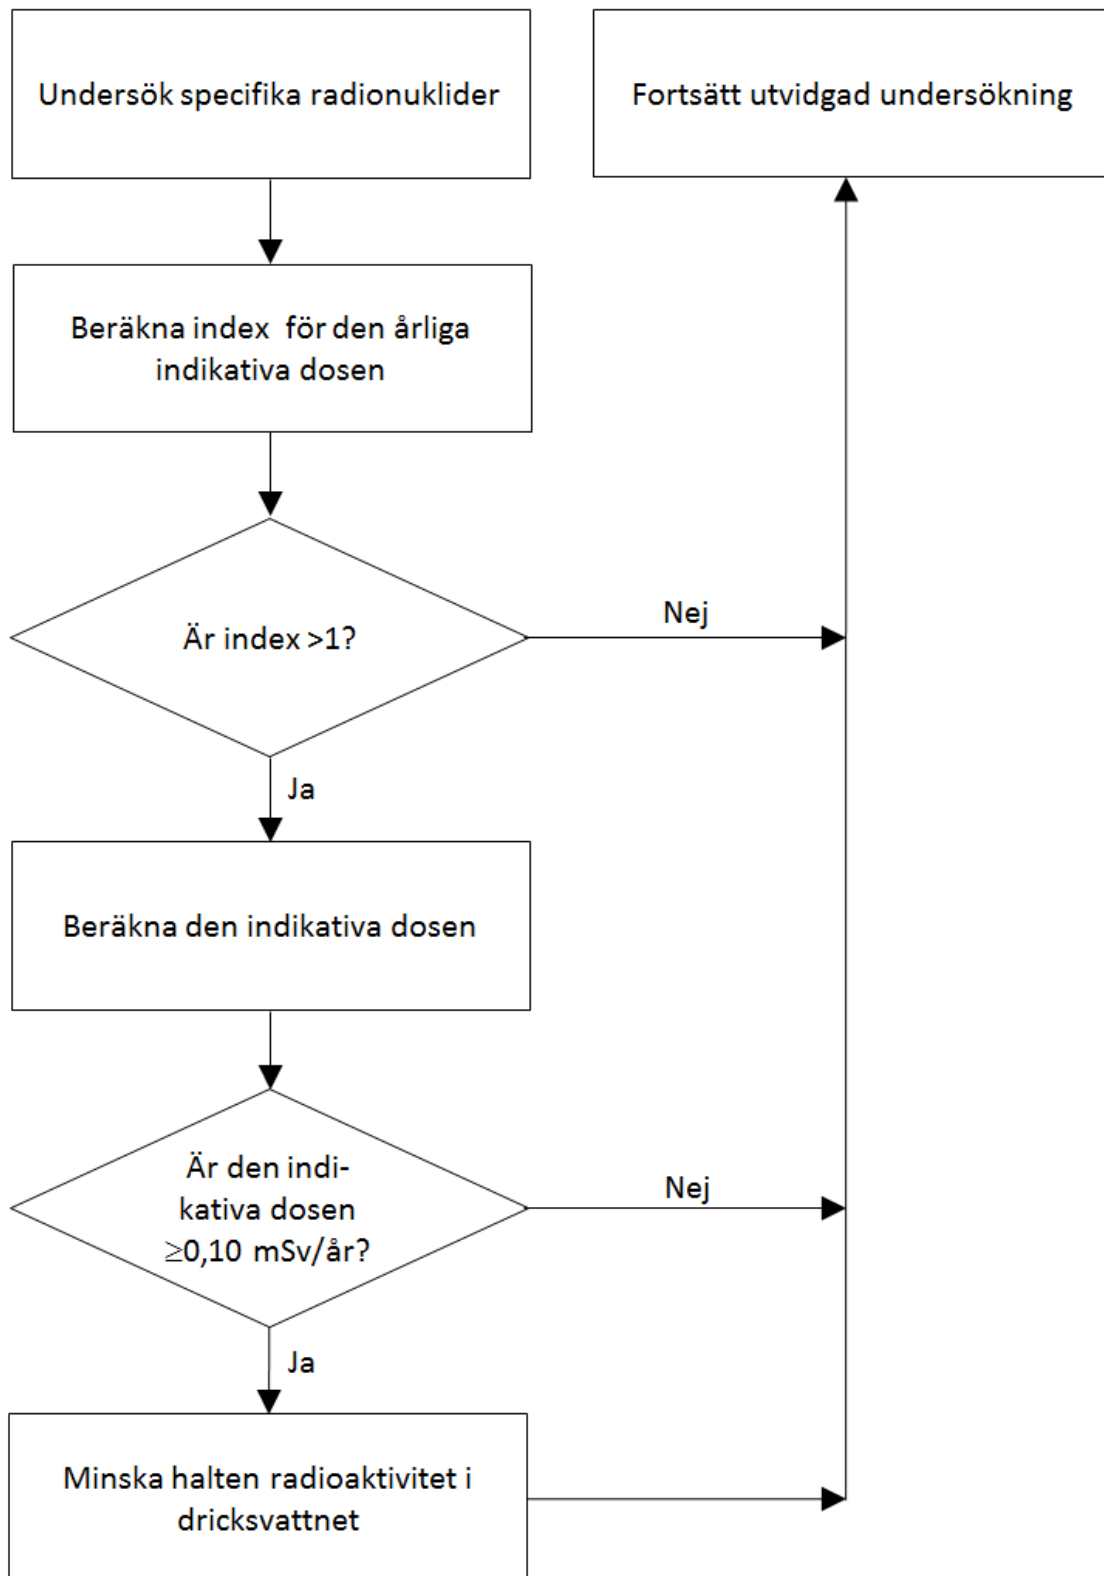 Undersök specifika radionuklider
Fortsätt utvidgad undersökning
Beräkna index för den årliga
indikativa dosen
Är index >1?
Nej
Ja
Beräkna den indikativa dosen
Är den indi-
kativa dosen
≥0,10 mSv/år?
Nej
Ja
Minska halten radioaktivitet i
dricksvattnet